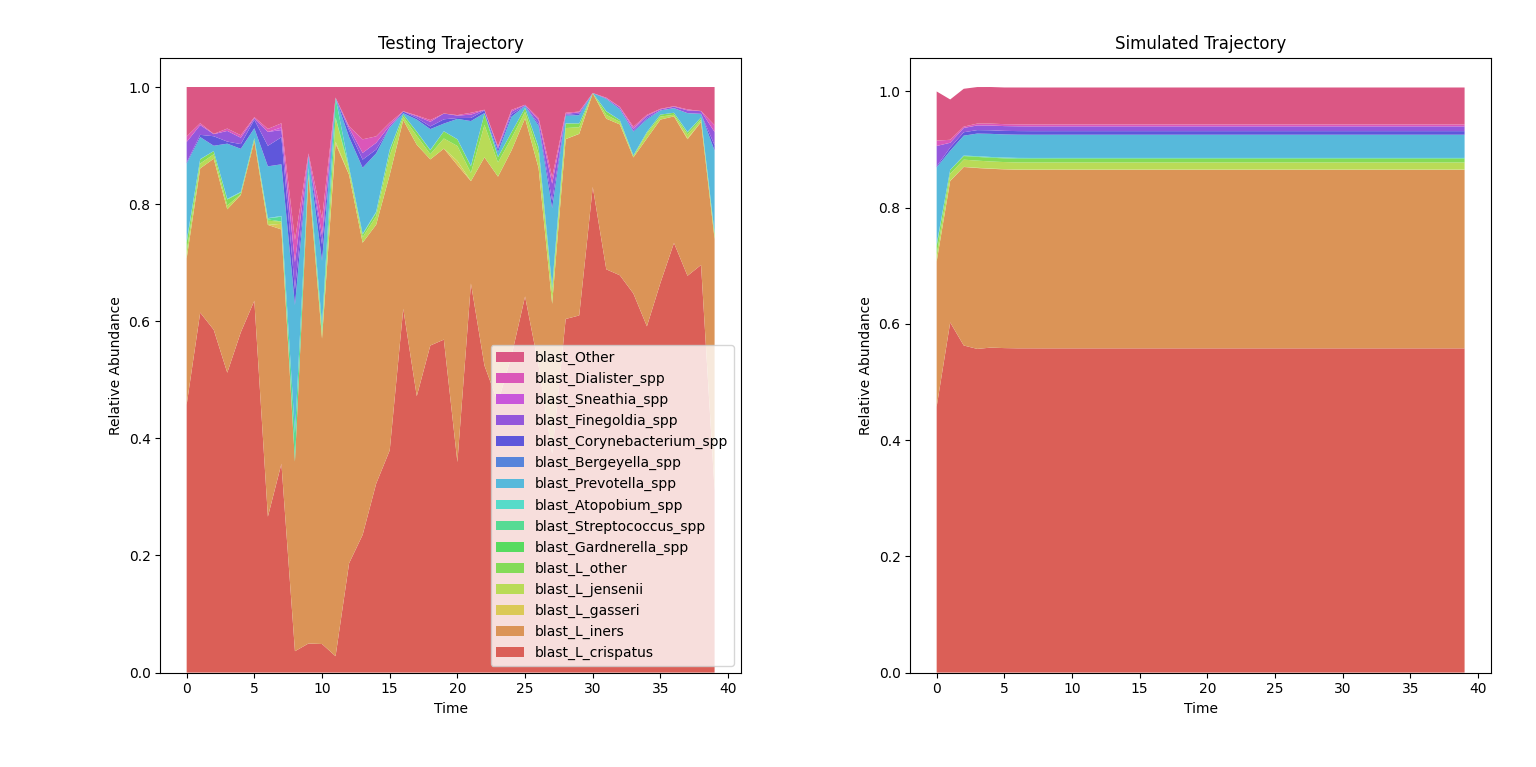 Testing Trajectory
Relative Abundance
1.0
0.8
0.6
0.4
0.2
0.0
blast_Other
blast_Dialister_spp
blast_Sneathia_spp
blast_Finegoldia_spp
blast_Corynebacterium_spp
blast_Bergeyella_spp
blast_Prevotella_spp
blast_Atopobium_spp
blast_Streptococcus_spp
blast_Gardnerella_spp
blast_L_other
blast_L_jensenii
blast_L_gasseri
blast_L_iners
blast_L_crispatus
0 5 10 15 20 25 30 35 40
Time
Simulated Trajectory
Relative Abundance
1.0
0.8
0.6
0.4
0.2
0.0
0 5 10 15 20 25 30 35 40
Time